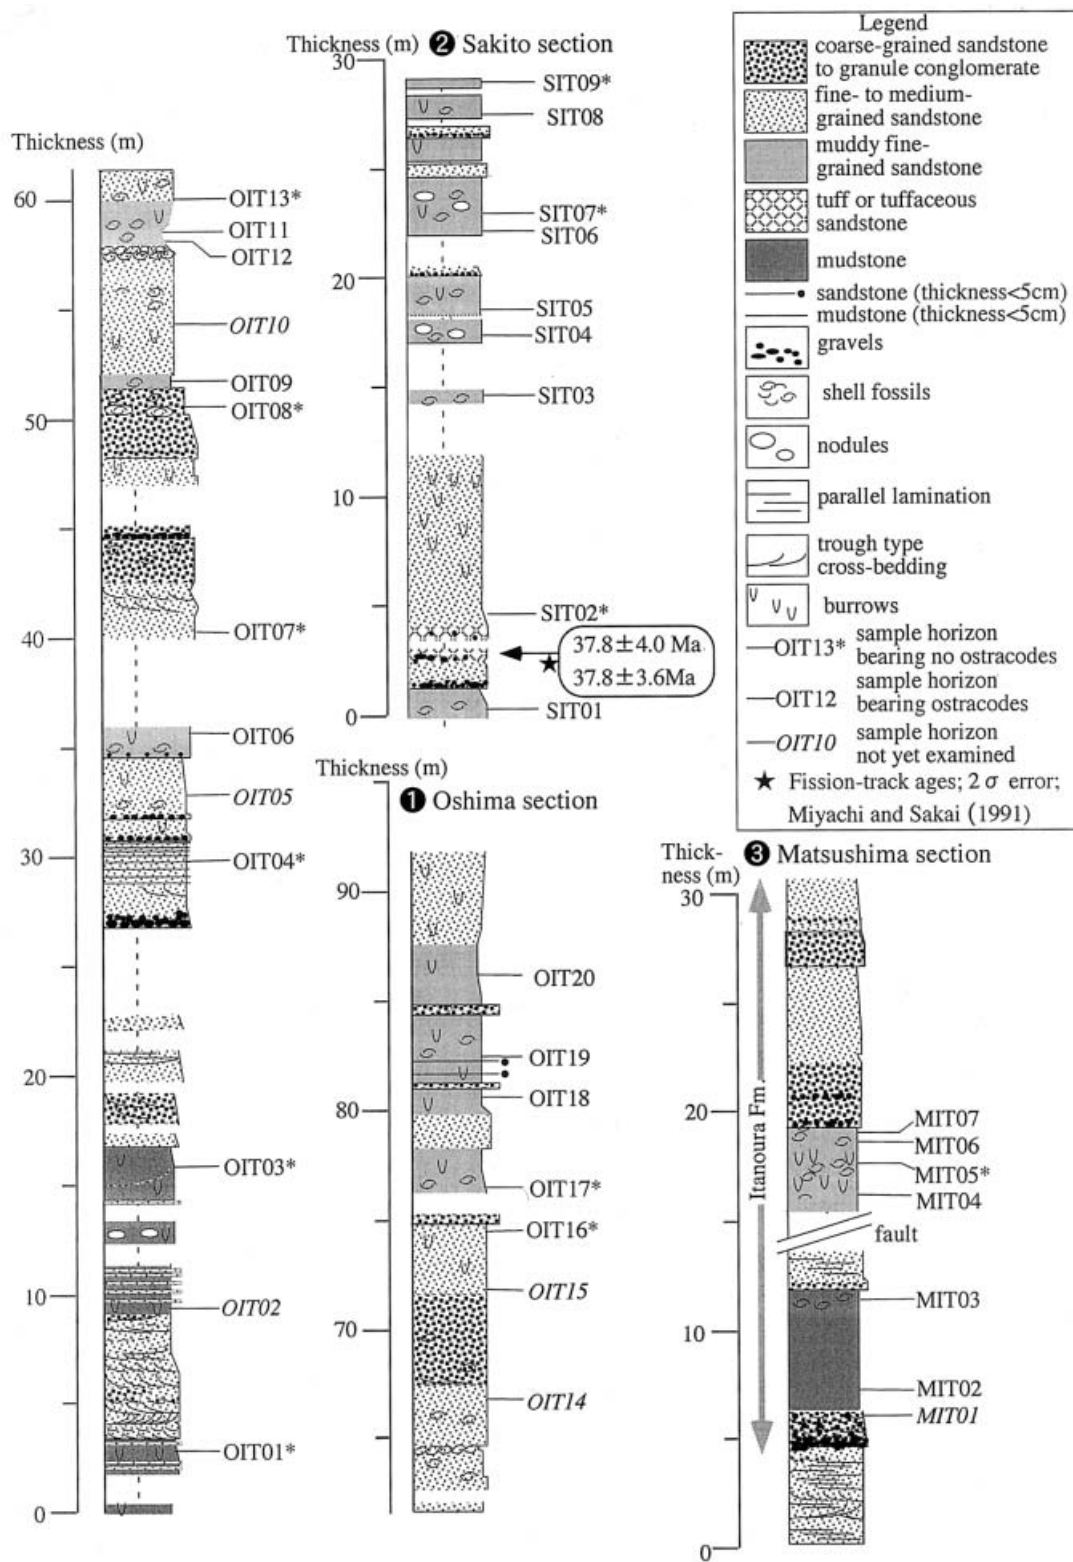 Thickness (m)
60
50
40
30
20
10
0
OIT13*
OIT11
OIT12
OIT10
OIT09
OIT08*
OIT07*
OIT06
OIT05
OIT04*
OIT03*
OIT02
OIT01*
Thickness (m) ❷ Sakito section
30
20
10
0
SIT09*
SIT08
SIT07*
SIT06
SIT05
SIT04
SIT03
SIT02*
37.8±4.0 Ma
★ 37.8±3.6Ma
SIT01
Thickness (m)
❶ Oshima section
90
80
70
OIT20
OIT19
OIT18
OIT17*
OIT16*
OIT15
OIT14
Legend
coarse-grained sandstone
to granule conglomerate
fine- to medium-
grained sandstone
muddy fine-
grained sandstone
tuff or tuffaceous
sandstone
mudstone
sandstone (thickness<5cm)
mudstone (thickness<5cm)
gravels
shell fossils
nodules
parallel lamination
trough type
cross-bedding
burrows
OIT13* sample horizon
bearing no ostracodes
OIT12 sample horizon
bearing ostracodes
OIT10 sample horizon
not yet examined
★ Fission-track ages; 2 σ error;
Miyachi and Sakai (1991)
Thick-
ness (m)
❸ Matsushima section
30
20
10
0
Itanoura Fm.
MIT07
MIT06
MIT05*
MIT04
fault
MIT03
MIT02
MIT01